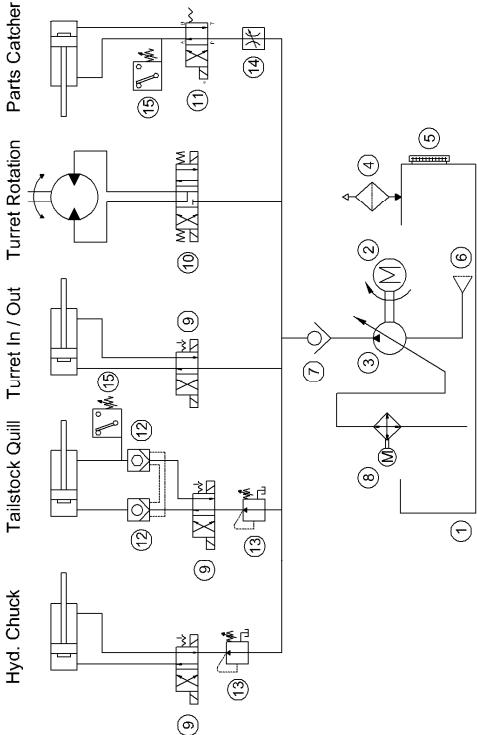 Hyd. Chuck
Tailstock Quill
Turret In / Out
Turret Rotation
Parts Catcher
15
12
12
15
9
9
10
11
9
13
13
14
7
8
3
2
4
M
M
5
1
6